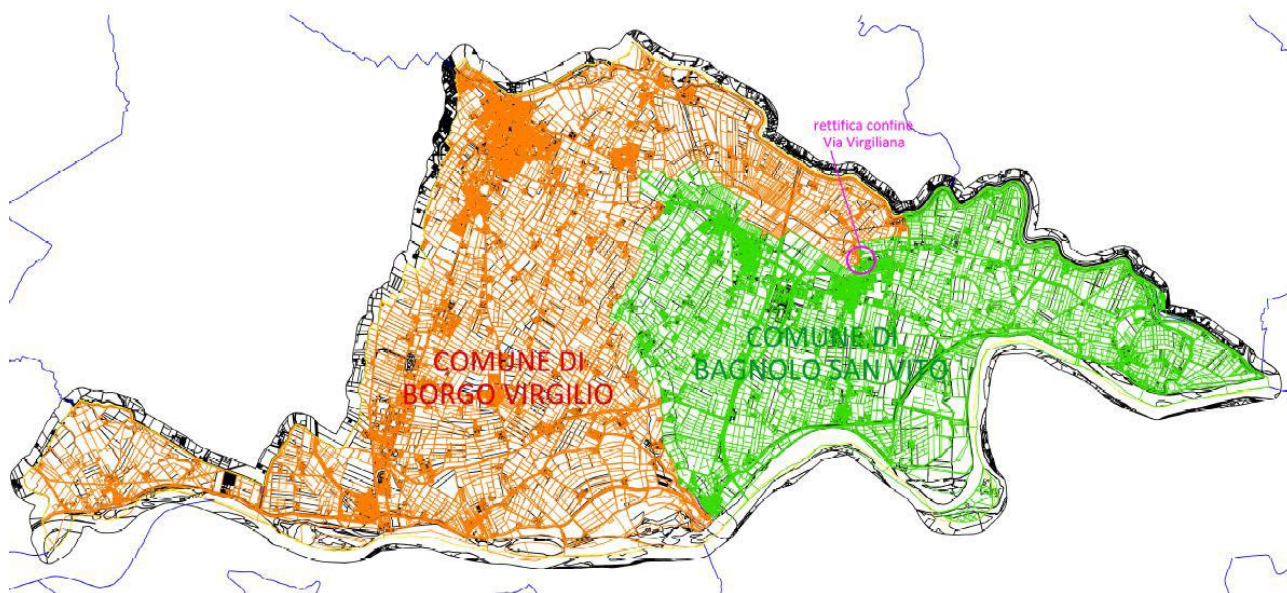 rettifica confine
Via Virgiliana
COMUNE DI
BORGO VIRGILIO
COMUNE DI
BAGNOLO SAN VITO